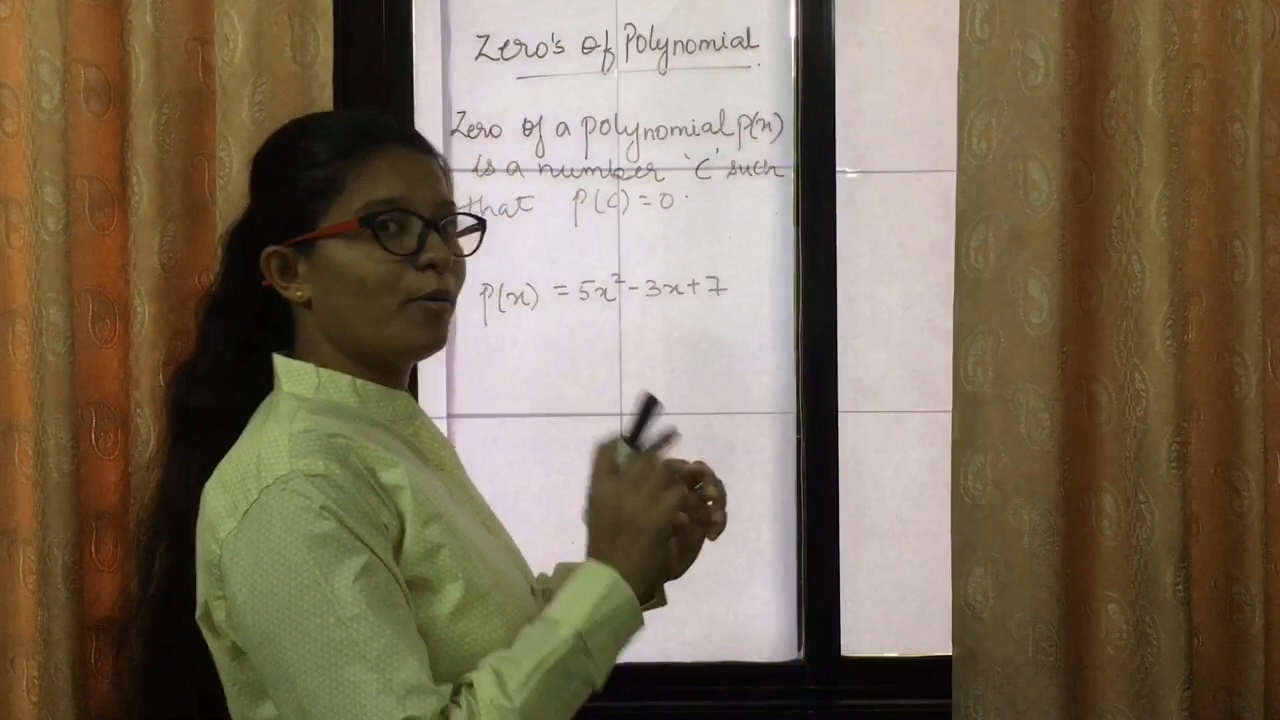 Zero's of Polynomial.
Zero of a polynomial p(x)
is a number 'C' such
that p(c)=0.
p(x) = 5x²-3x+7